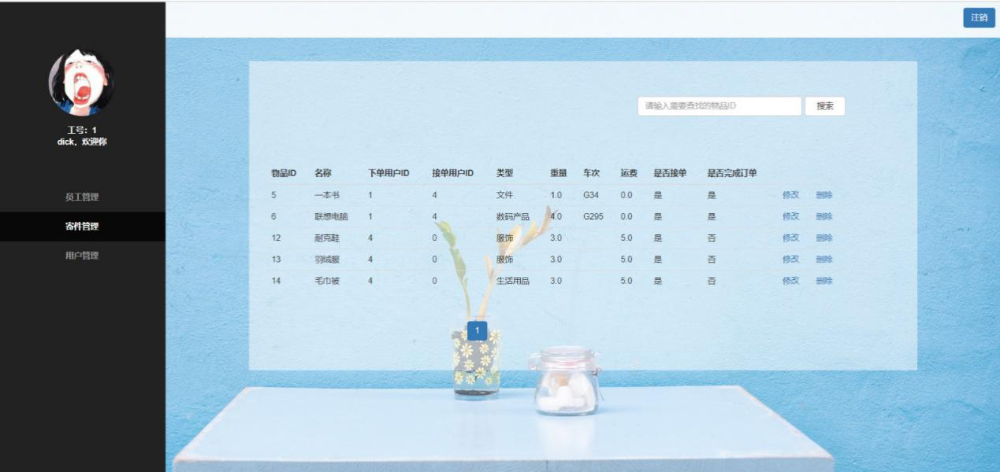 注销
工号：1
dick，欢迎你
员工管理
寄件管理
用户管理
请输入需要查找的物品ID 搜索
物品ID 名称 下单用户ID 接单用户ID 类型 重量 车次 运费 是否接单 是否完成订单
5 一本书 1 4 文件 1.0 G34 0.0 是 是 修改 删除
6 联想电脑 1 4 数码产品 4.0 G295 0.0 是 是 修改 删除
12 耐克鞋 4 0 服饰 3.0 5.0 是 否 修改 删除
13 羽绒服 4 0 服饰 3.0 5.0 是 否 修改 删除
14 毛巾被 4 0 生活用品 3.0 5.0 是 否 修改 删除
1